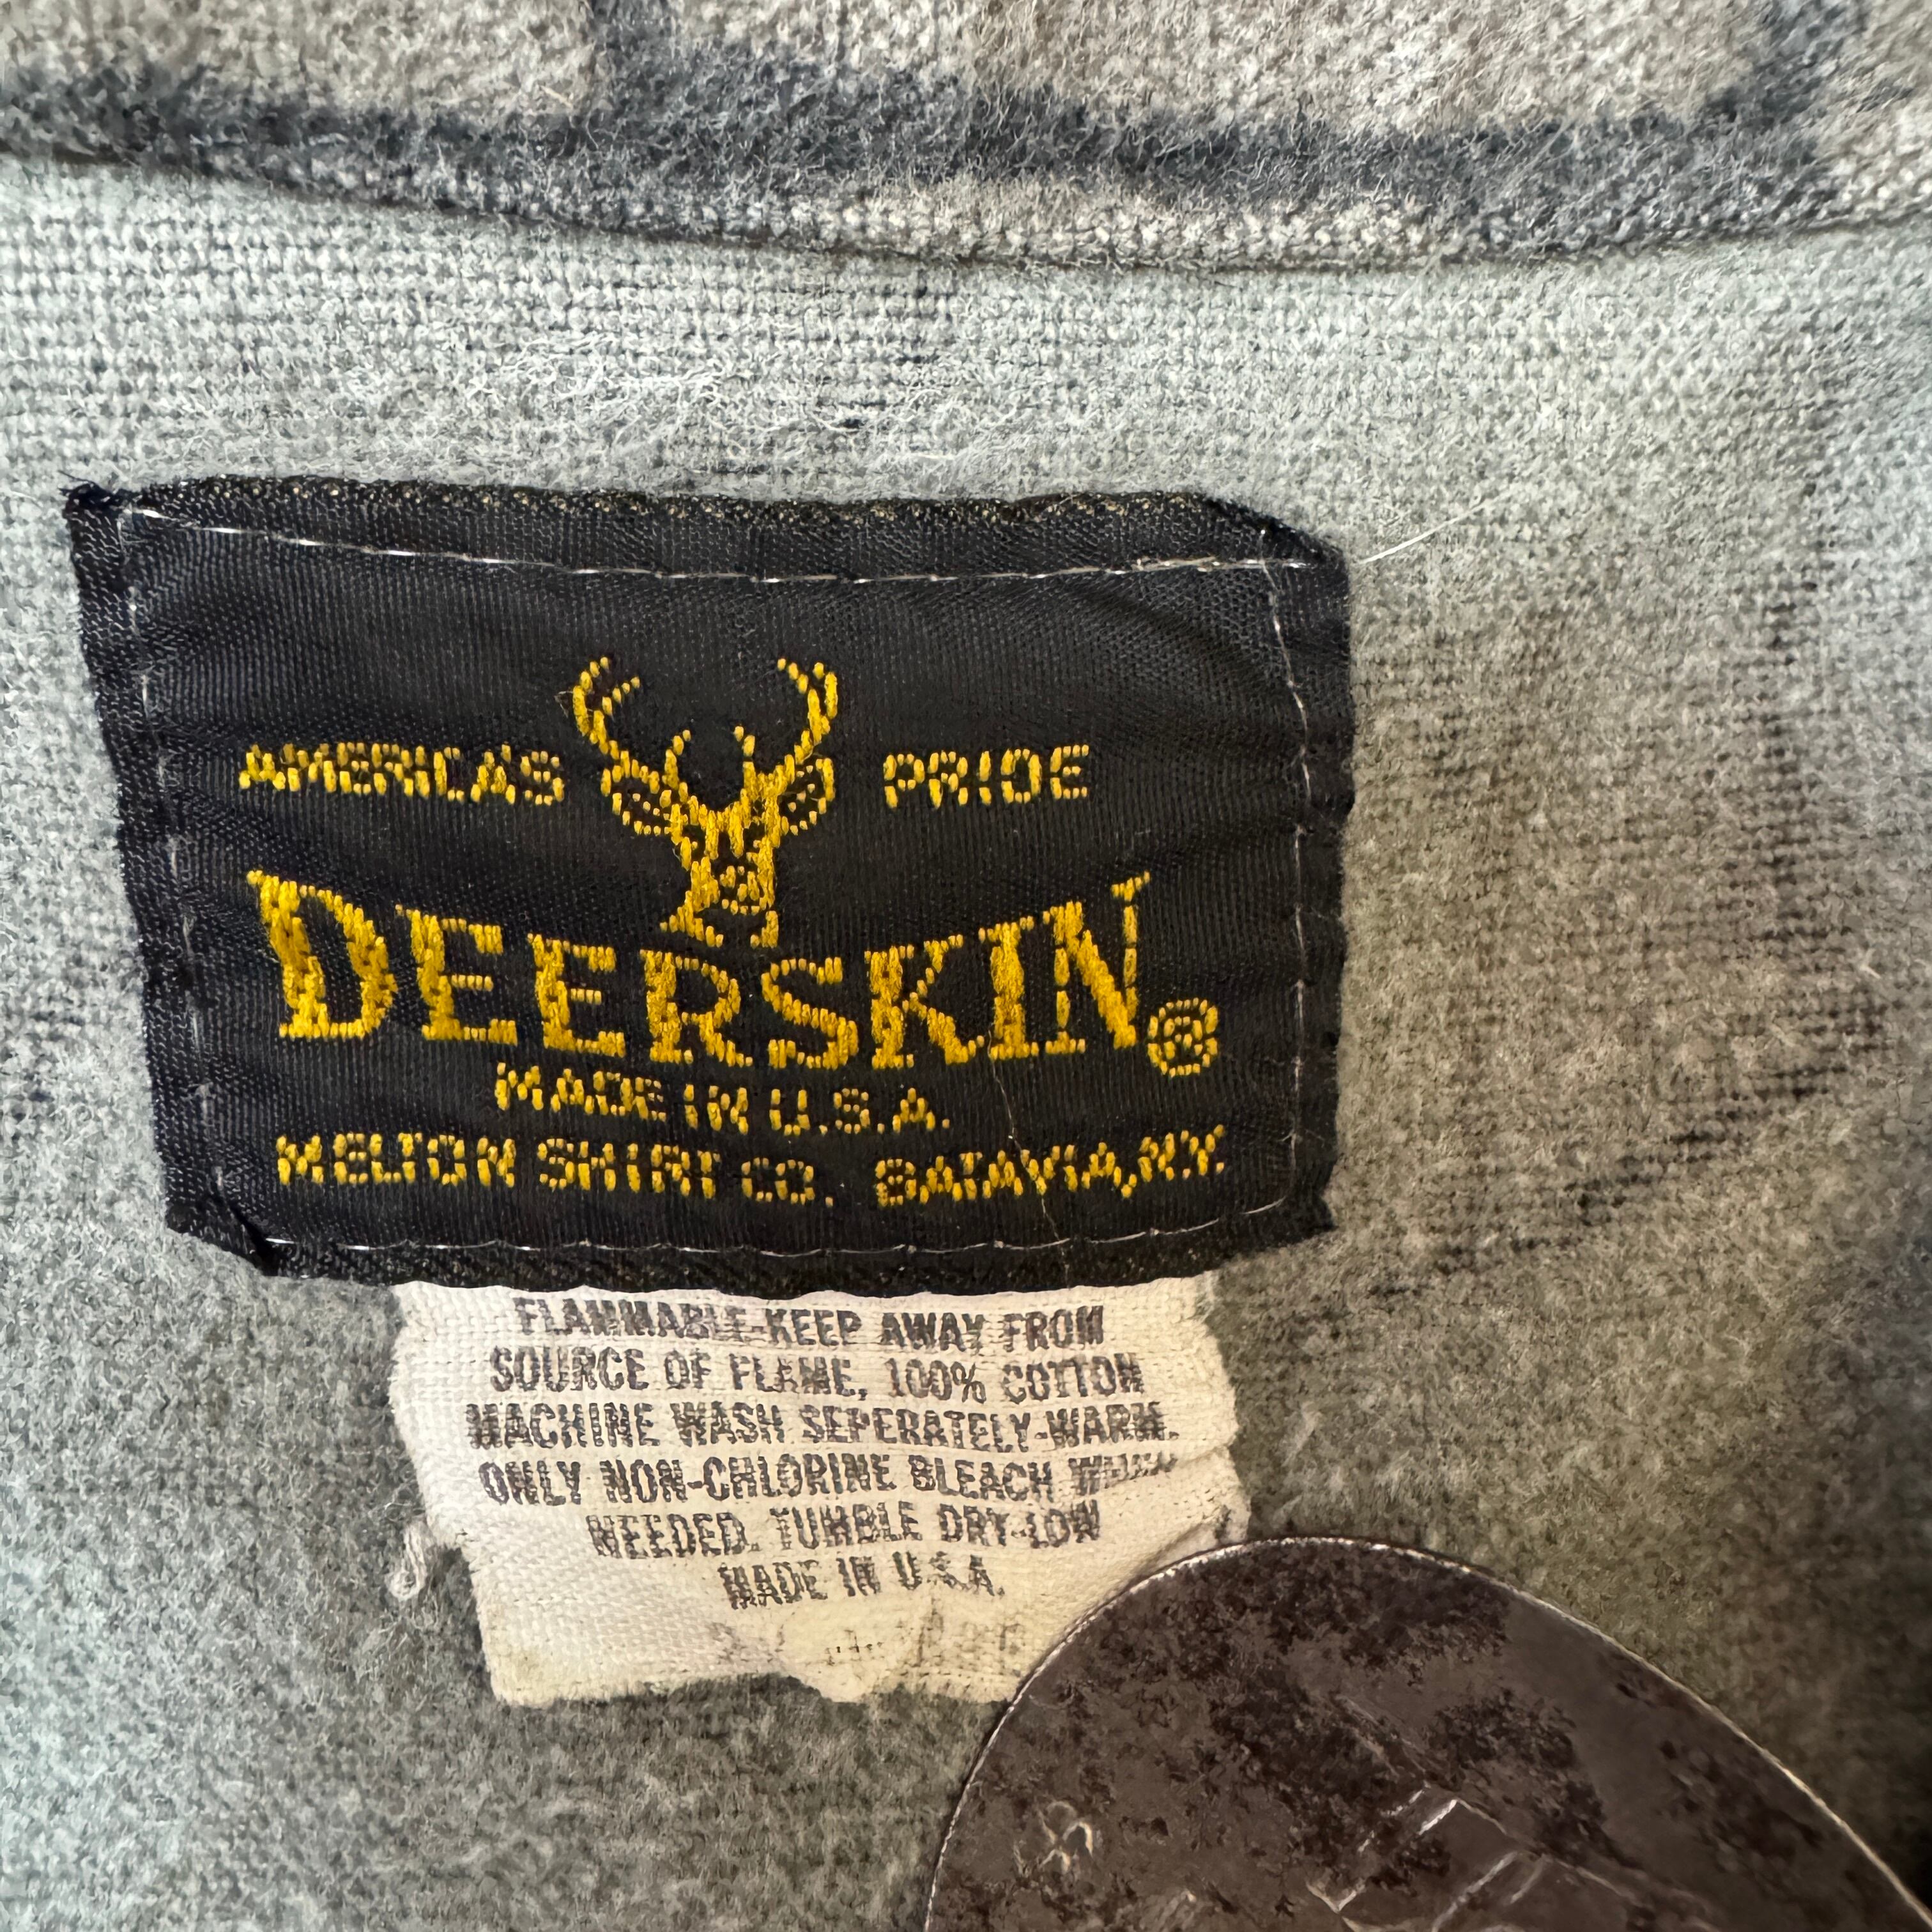 AMERICA'S PRIDE
DEERSKIN®
MADE IN U.S.A.
MELTON SHIRT CO. BATAVIA, N.Y.
FLAMMABLE-KEEP AWAY FROM
SOURCE OF FLAME, 100% COTTON
MACHINE WASH SEPERATELY-WARM.
ONLY NON-CHLORINE BLEACH WHEN
NEEDED. TUMBLE DRY-LOW
MADE IN U.S.A.